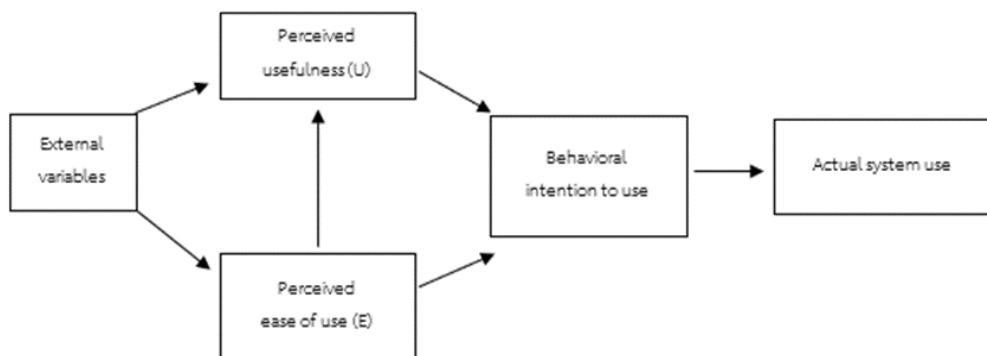 Perceived
usefulness (U)
External
variables
Behavioral
intention to use
Actual system use
Perceived
ease of use (E)